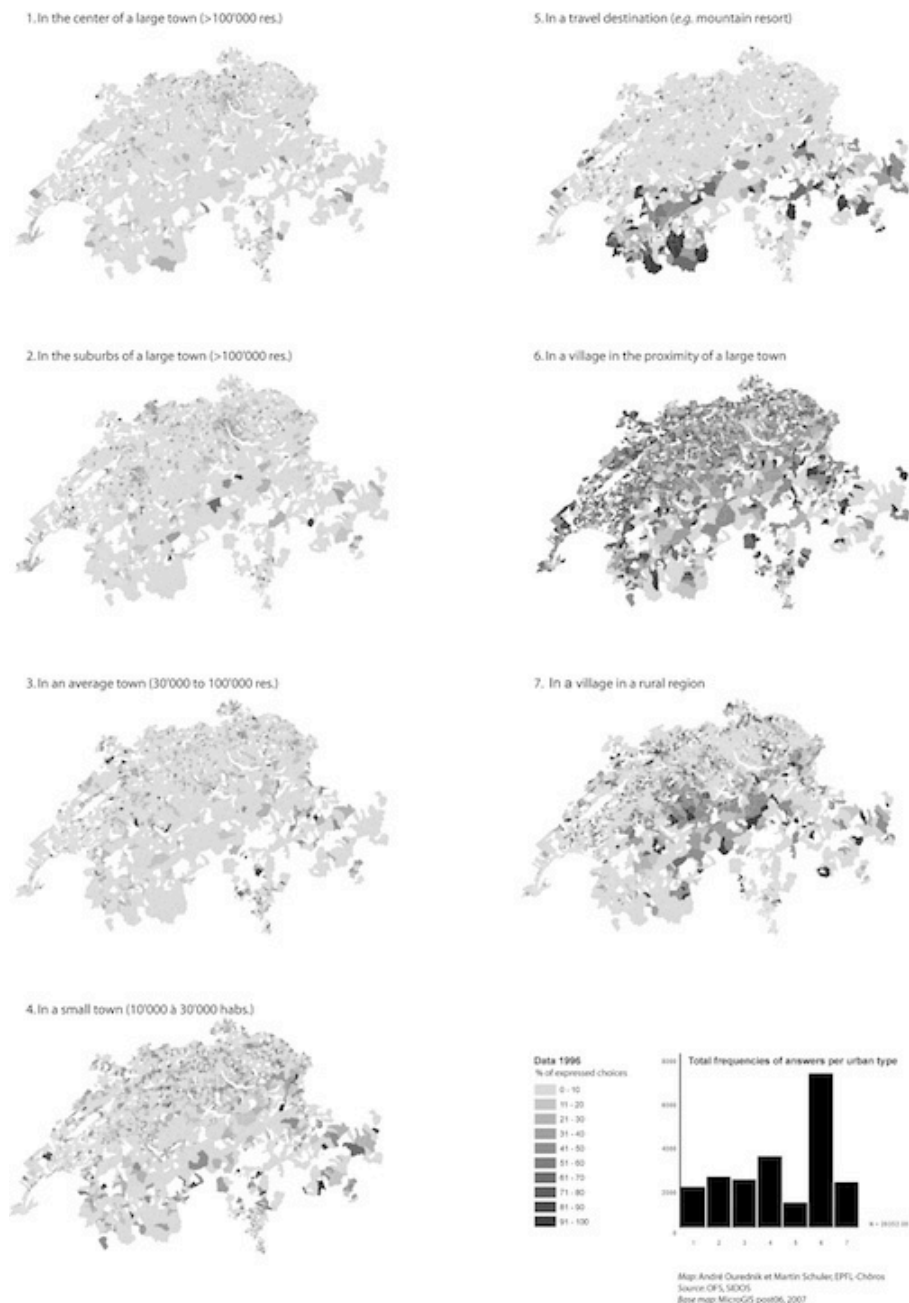 1. In the center of a large town (>100'000 res.)
5. In a travel destination (e.g. mountain resort)
2. In the suburbs of a large town (>100'000 res.)
6. In a village in the proximity of a large town
3. In an average town (30'000 to 100'000 res.)
7. In a village in a rural region
4. In a small town (10'000 à 30'000 habs.)
Data 1996
% of expressed choices
0 - 10
11 - 20
21 - 30
31 - 40
41 - 50
51 - 60
61 - 70
71 - 80
81 - 90
91 - 100
Total frequencies of answers per urban type
8000
6000
4000
2000
0
1 2 3 4 5 6 7
Map: André Ourednik et Martin Schuler, EPFL-Chôros
Source: OFS, SIDOS
Base map: MicroGIS post06, 2007